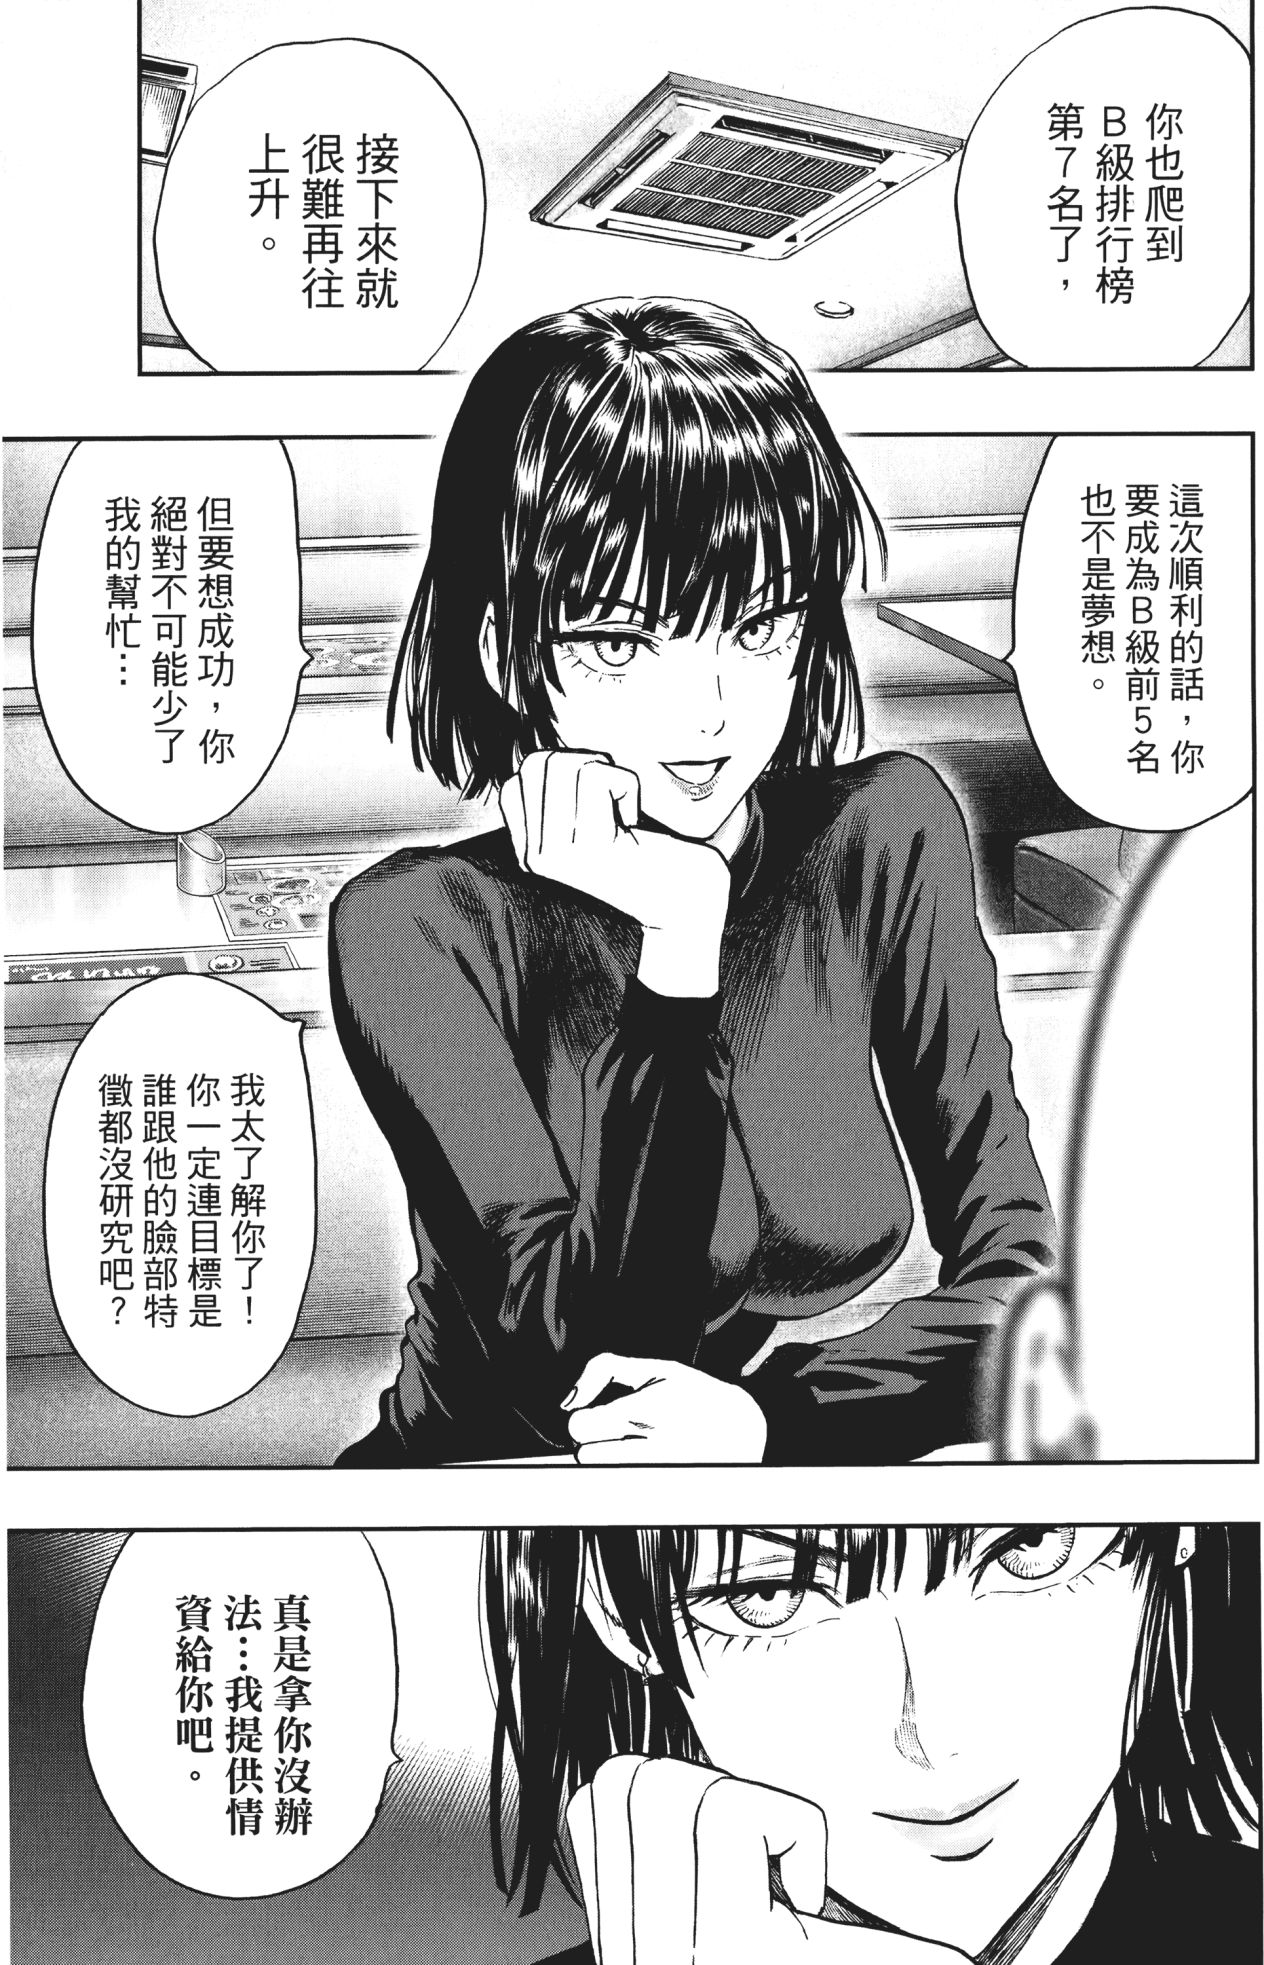 你也爬到
Ｂ級排行榜
第７名了，
接下來就
很難再往
上升。
這次順利的話，你
要成為Ｂ級前５名
也不是夢想。
但要想成功，你
絕對不可能少了
我的幫忙…
我太了解你了！
你一定連目標是
誰跟他的臉部特
徵都沒研究吧？
真是拿你沒辦
法…我提供情
資給你吧。